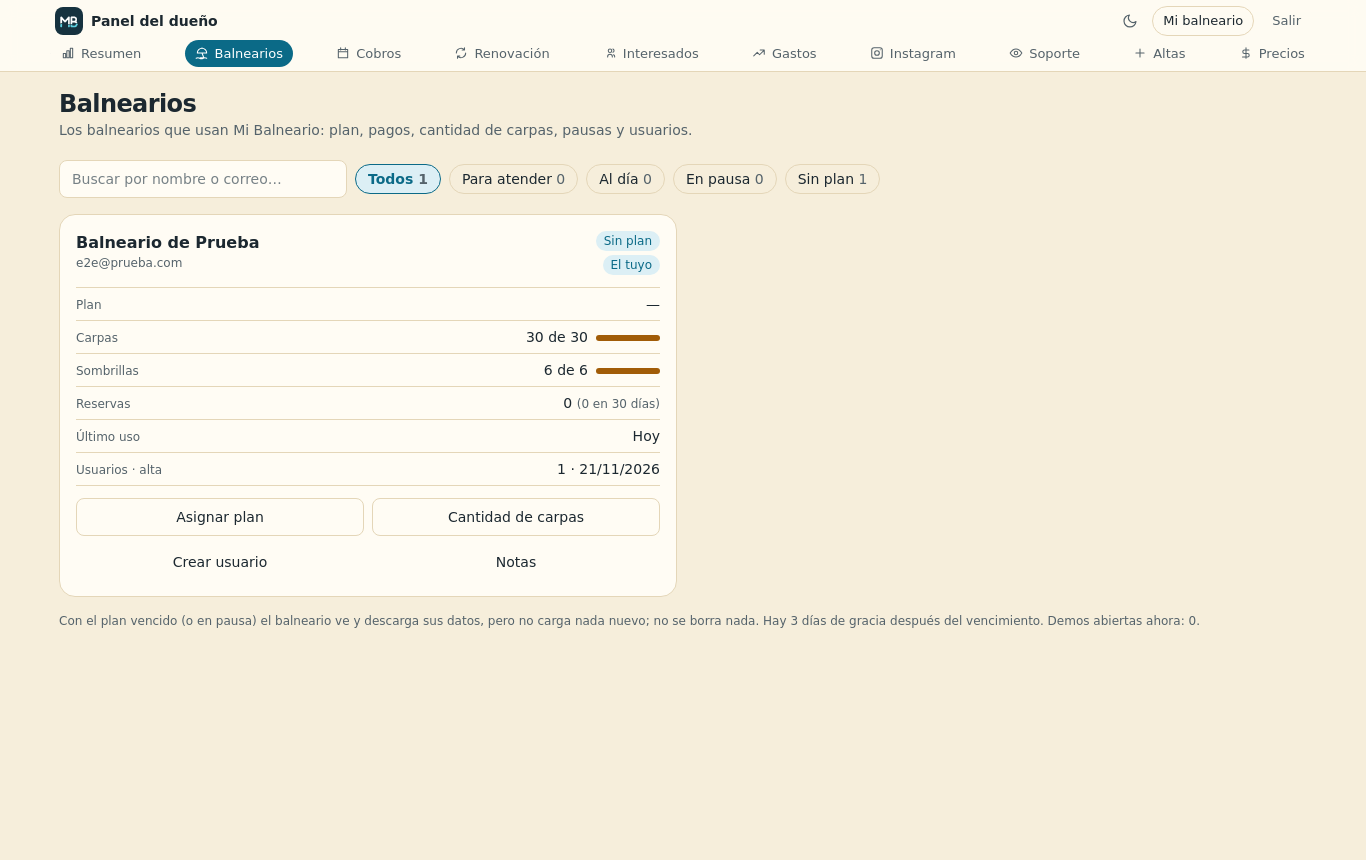 MB Panel del dueño
Mi balneario Salir
Resumen Balnearios Cobros Renovación Interesados Gastos Instagram Soporte Altas Precios
Balnearios
Los balnearios que usan Mi Balneario: plan, pagos, cantidad de carpas, pausas y usuarios.
Buscar por nombre o correo… Todos 1 Para atender 0 Al día 0 En pausa 0 Sin plan 1
Balneario de Prueba Sin plan
e2e@prueba.com El tuyo
Plan —
Carpas 30 de 30
Sombrillas 6 de 6
Reservas 0 (0 en 30 días)
Último uso Hoy
Usuarios · alta 1 · 21/11/2026
Asignar plan Cantidad de carpas
Crear usuario Notas
Con el plan vencido (o en pausa) el balneario ve y descarga sus datos, pero no carga nada nuevo; no se borra nada. Hay 3 días de gracia después del vencimiento. Demos abiertas ahora: 0.